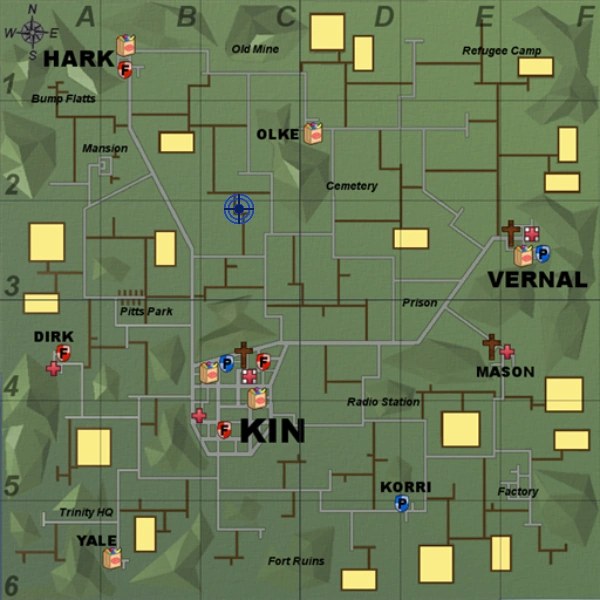 N
A B C D E F
W E
S
HARK
F
Old Mine
Refugee Camp
1
Bump Flatts
OLKE
Mansion
2
Cemetery
P
VERNAL
3
Prison
Pitts Park
DIRK
F
P
F
MASON
4
Radio Station
F
KIN
KORRI
5
Factory
P
Trinity HQ
YALE
Fort Ruins
6